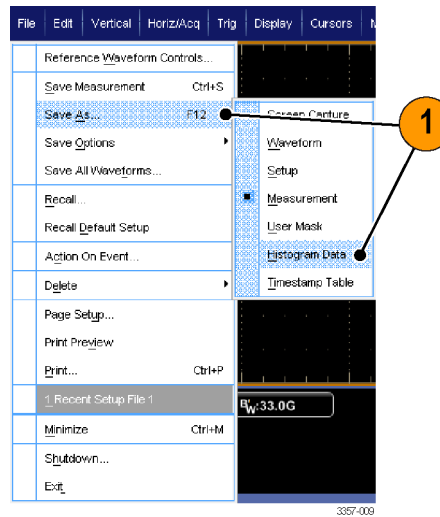 File Edit Vertical Horiz/Acq Trig Display Cursors
Reference Waveform Controls...
Save Measurement Ctrl+S
Save As... F12
Screen Capture
1
Save Options
Waveform
Save All Waveforms...
Setup
Recall...
Measurement
Recall Default Setup
User Mask
Action On Event...
Histogram Data
Delete
Timestamp Table
Page Setup...
Print Preview
Print... Ctrl+P
1 Recent Setup File 1
BW:33.0G
Minimize Ctrl+M
Shutdown...
Exit
3357-009